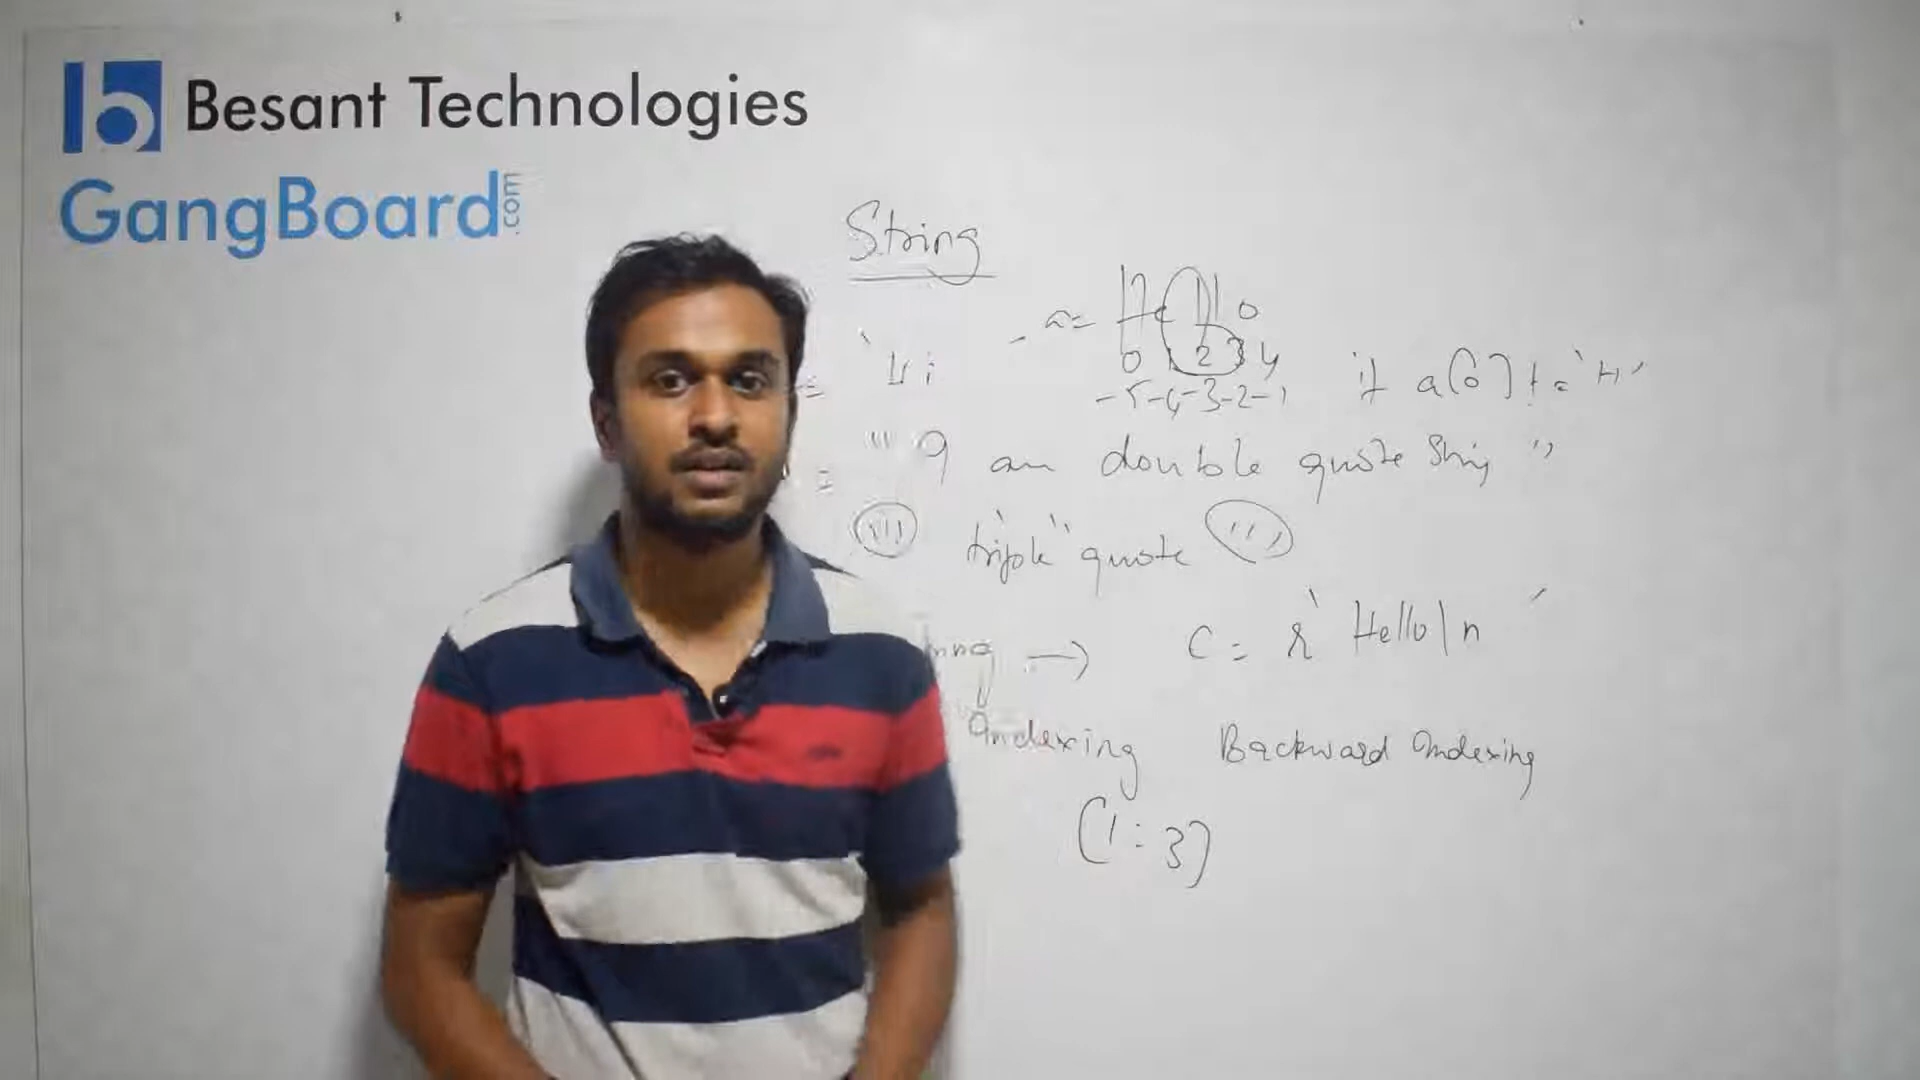 Besant Technologies
GangBoard.com
String
a= Hello
0 1 2 3 4
-5-4-3-2-1
if a[0] != 'H'
= 'Hi
= " I am double quote String "
''' triple quote '''
→ C = r' Hello\n '
Indexing Backward Indexing
[1:3]